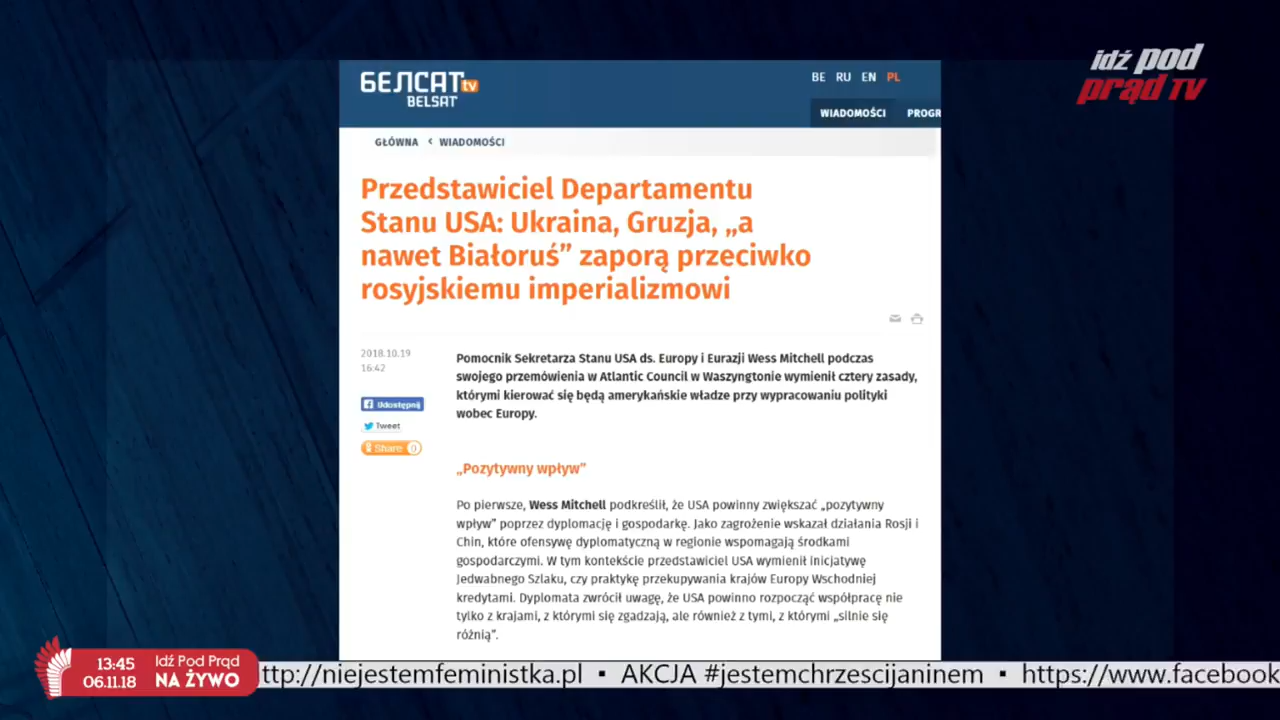 БЕЛСАТ tv
BELSAT
BE RU EN PL
idź pod
prąd TV
WIADOMOŚCI PROGR
GŁÓWNA < WIADOMOŚCI
Przedstawiciel Departamentu
Stanu USA: Ukraina, Gruzja, „a
nawet Białoruś” zaporą przeciwko
rosyjskiemu imperializmowi
2018.10.19
16:42
Udostępnij
Tweet
Share 0
Pomocnik Sekretarza Stanu USA ds. Europy i Eurazji Wess Mitchell podczas
swojego przemówienia w Atlantic Council w Waszyngtonie wymienił cztery zasady,
którymi kierować się będą amerykańskie władze przy wypracowaniu polityki
wobec Europy.
„Pozytywny wpływ”
Po pierwsze, Wess Mitchell podkreślił, że USA powinny zwiększać „pozytywny
wpływ” poprzez dyplomację i gospodarkę. Jako zagrożenie wskazał działania Rosji i
Chin, które ofensywę dyplomatyczną w regionie wspomagają środkami
gospodarczymi. W tym kontekście przedstawiciel USA wymienił inicjatywę
Jedwabnego Szlaku, czy praktykę przekupywania krajów Europy Wschodniej
kredytami. Dyplomata zwrócił uwagę, że USA powinno rozpocząć współpracę nie
tylko z krajami, z którymi się zgadzają, ale również z tymi, z którymi „silnie się
różnią”.
13:45
06.11.18
Idź Pod Prąd
NA ŻYWO
ttp://niejestemfeministka.pl ▪ AKCJA #jestemchrzescijaninem ▪ https://www.facebook